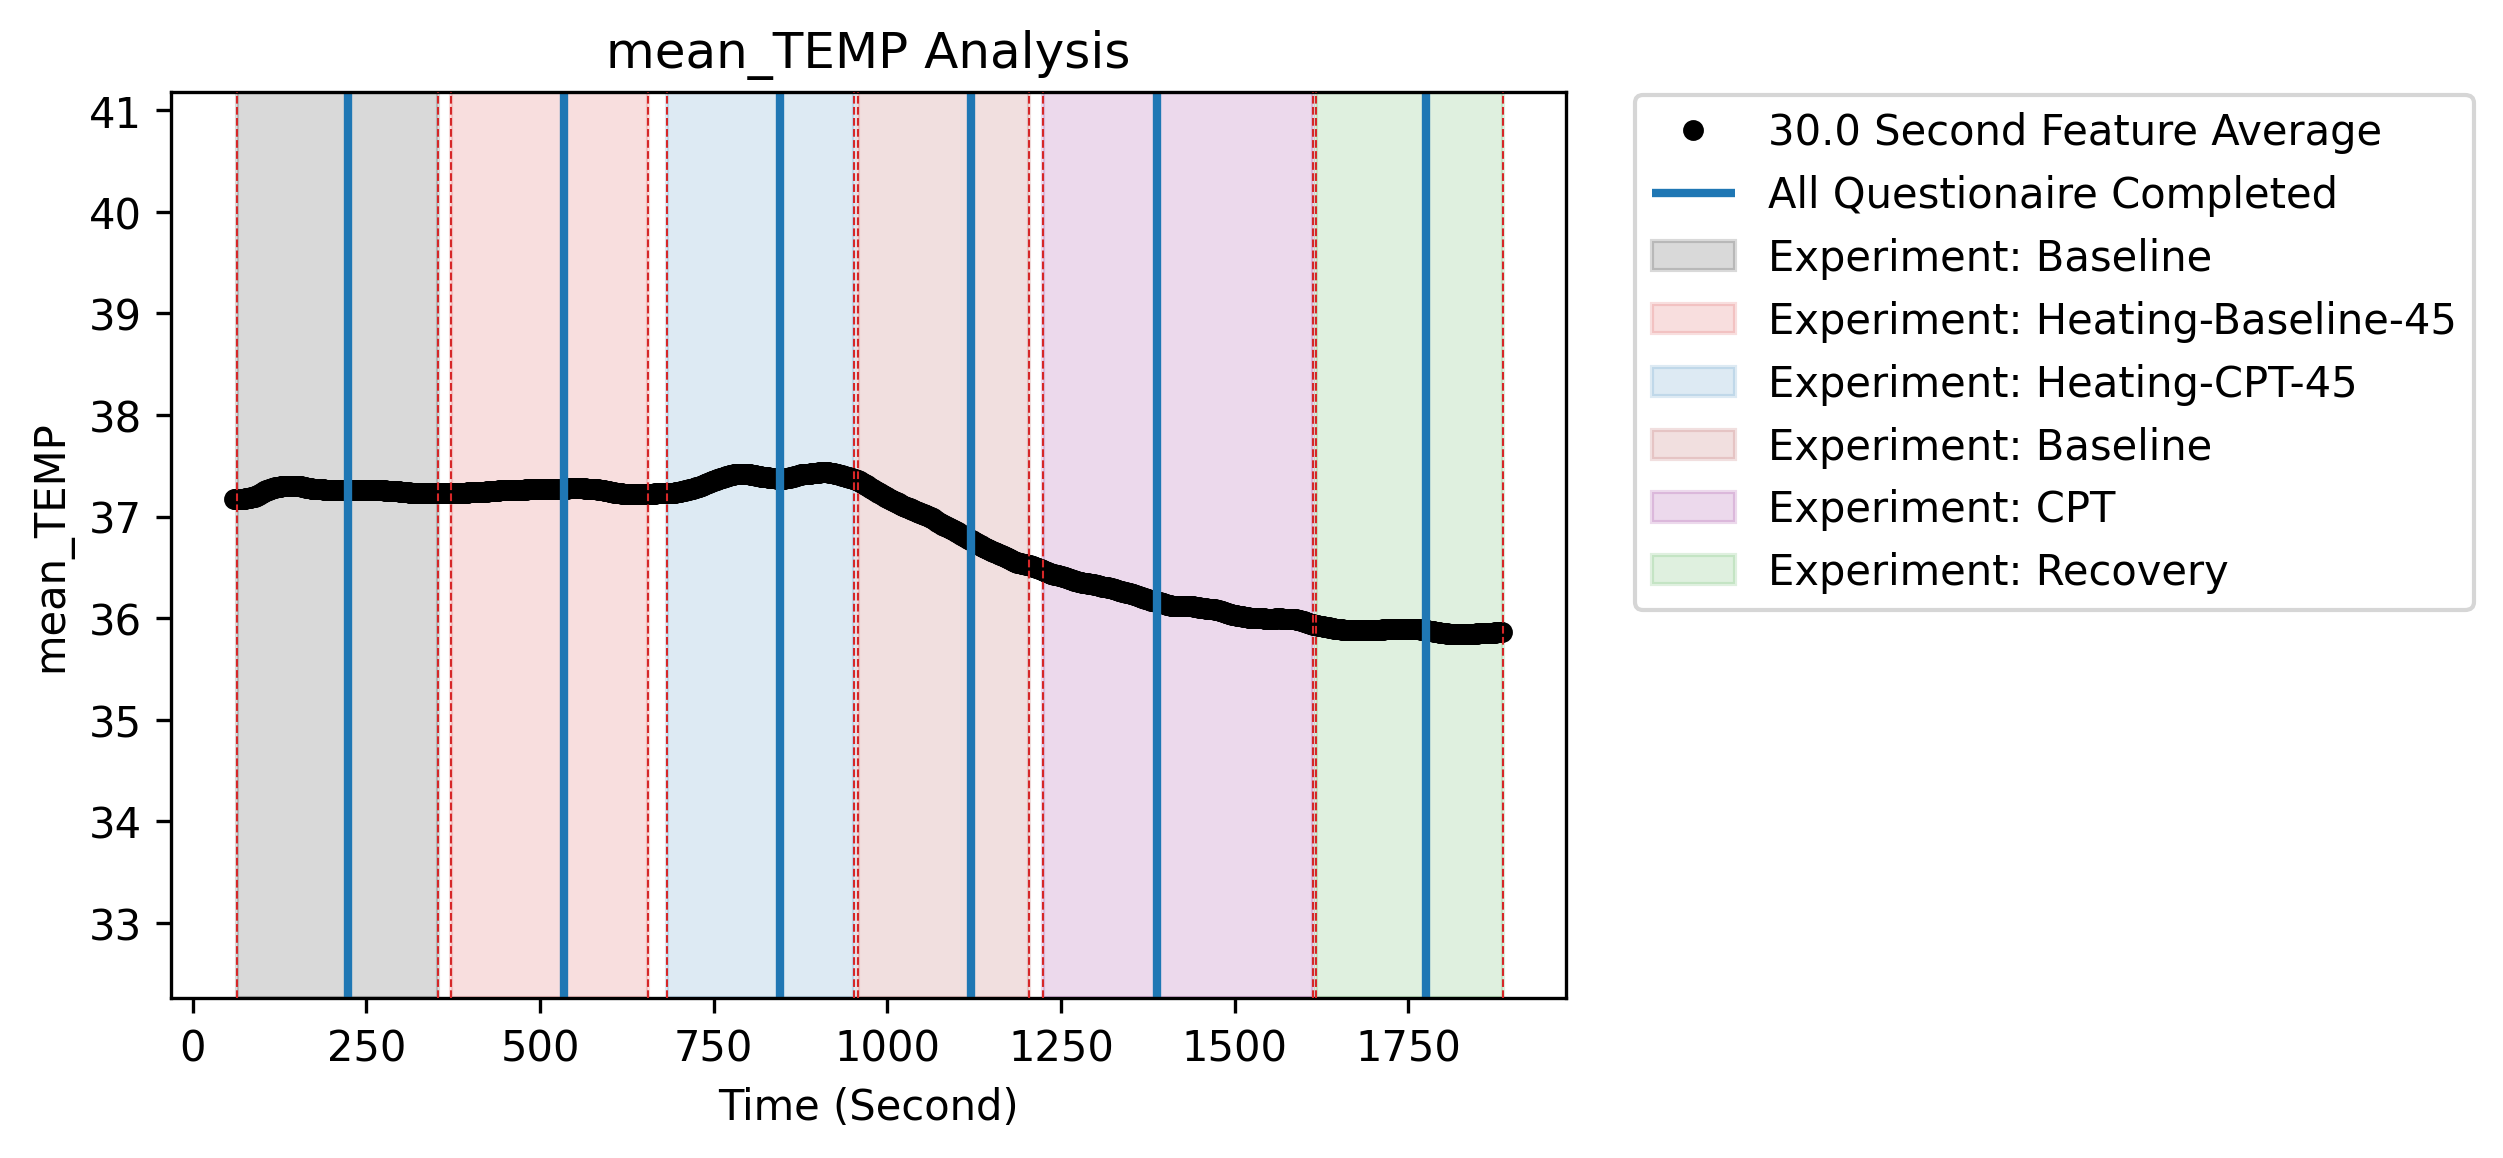 mean_TEMP Analysis
41
40
39
38
37
36
35
34
33
mean_TEMP
0 250 500 750 1000 1250 1500 1750
Time (Second)
30.0 Second Feature Average
All Questionaire Completed
Experiment: Baseline
Experiment: Heating-Baseline-45
Experiment: Heating-CPT-45
Experiment: Baseline
Experiment: CPT
Experiment: Recovery